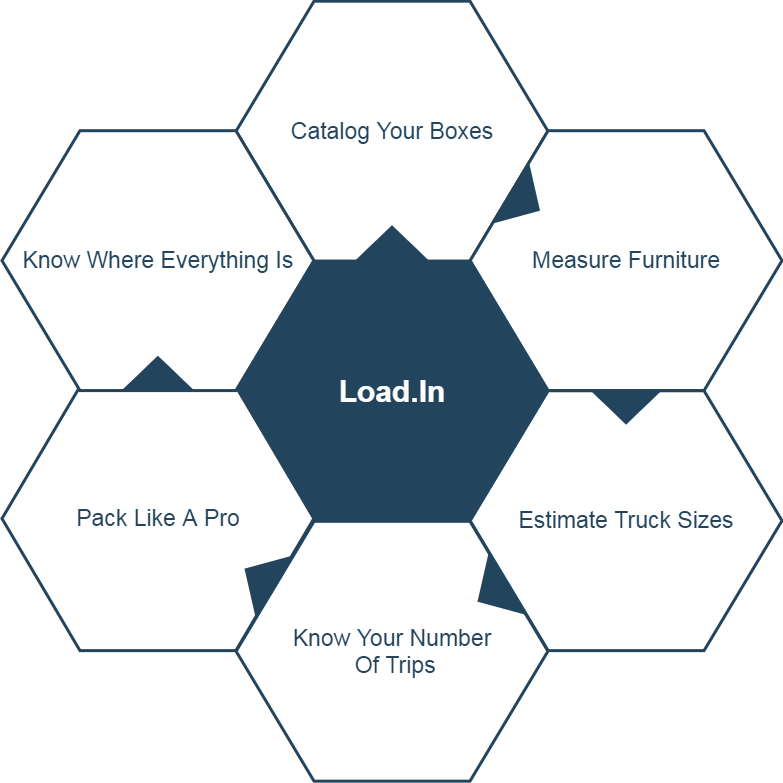 Catalog Your Boxes
Know Where Everything Is
Measure Furniture
Load.In
Pack Like A Pro
Estimate Truck Sizes
Know Your Number
Of Trips